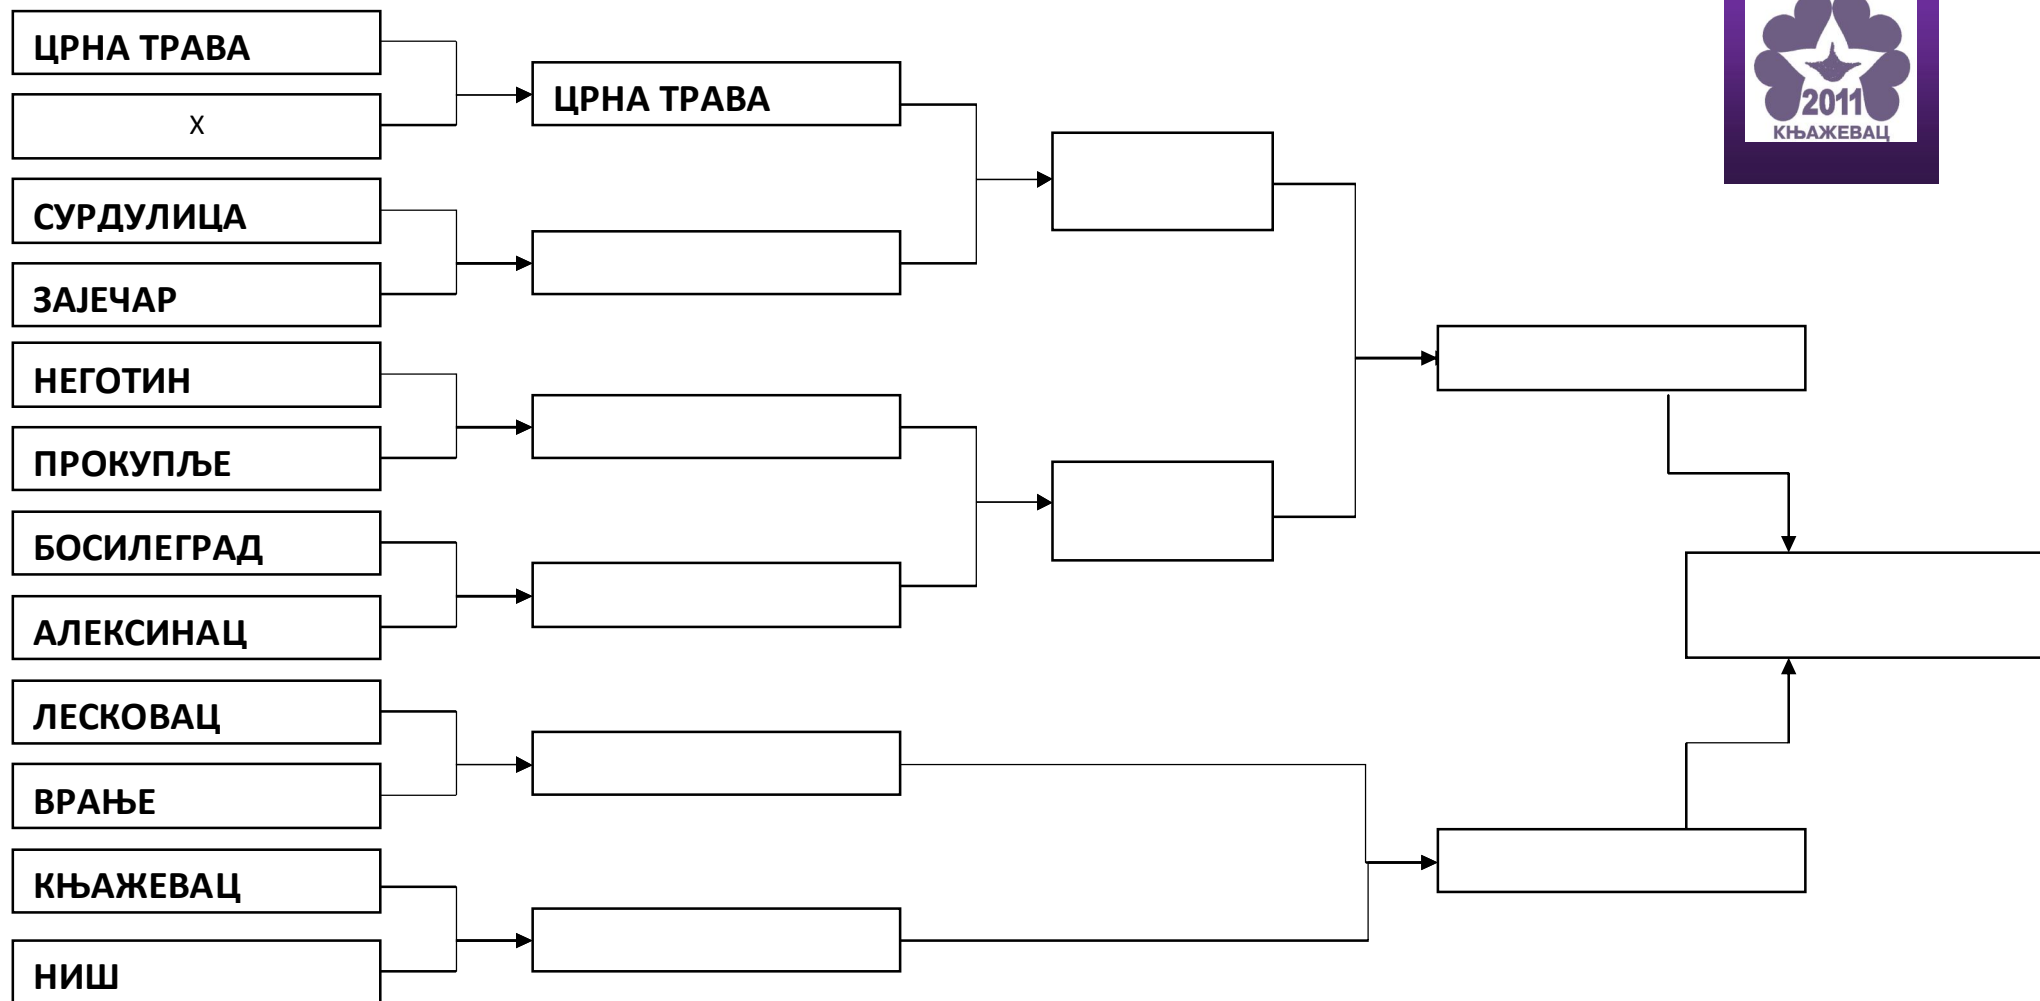 ЦРНА ТРАВА
X
СУРДУЛИЦА
ЗАЈЕЧАР
НЕГОТИН
ПРОКУПЉЕ
БОСИЛЕГРАД
АЛЕКСИНАЦ
ЛЕСКОВАЦ
ВРАЊЕ
КЊАЖЕВАЦ
НИШ
ЦРНА ТРАВА
2011
КЊАЖЕВАЦ